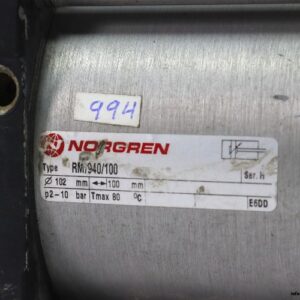 994
NORGREN
Type RM/940/100
Ø 102 mm 100 mm Ser. H
p2-10 bar Tmax 80 °C E6DD